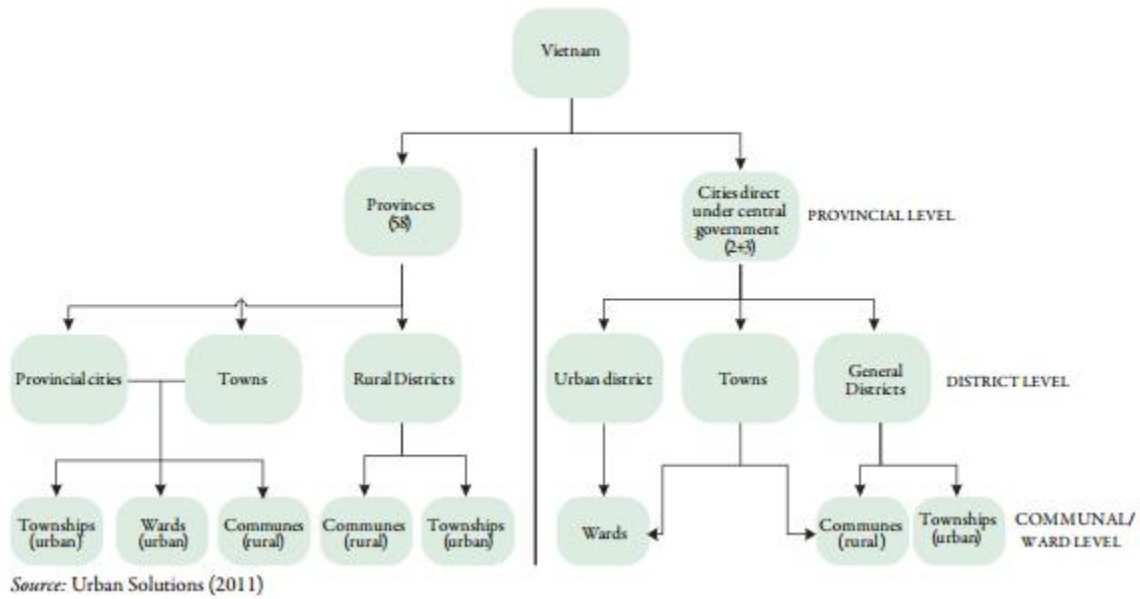 Vietnam
Provinces
(58)
Cities direct
under central
government
(2+3)
PROVINCIAL LEVEL
Provincial cities
Towns
Rural Districts
Urban district
Towns
General
Districts
DISTRICT LEVEL
Townships
(urban)
Wards
(urban)
Communes
(rural)
Communes
(rural)
Townships
(urban)
Wards
Communes
(rural)
Townships
(urban)
COMMUNAL/
WARD LEVEL
Source: Urban Solutions (2011)